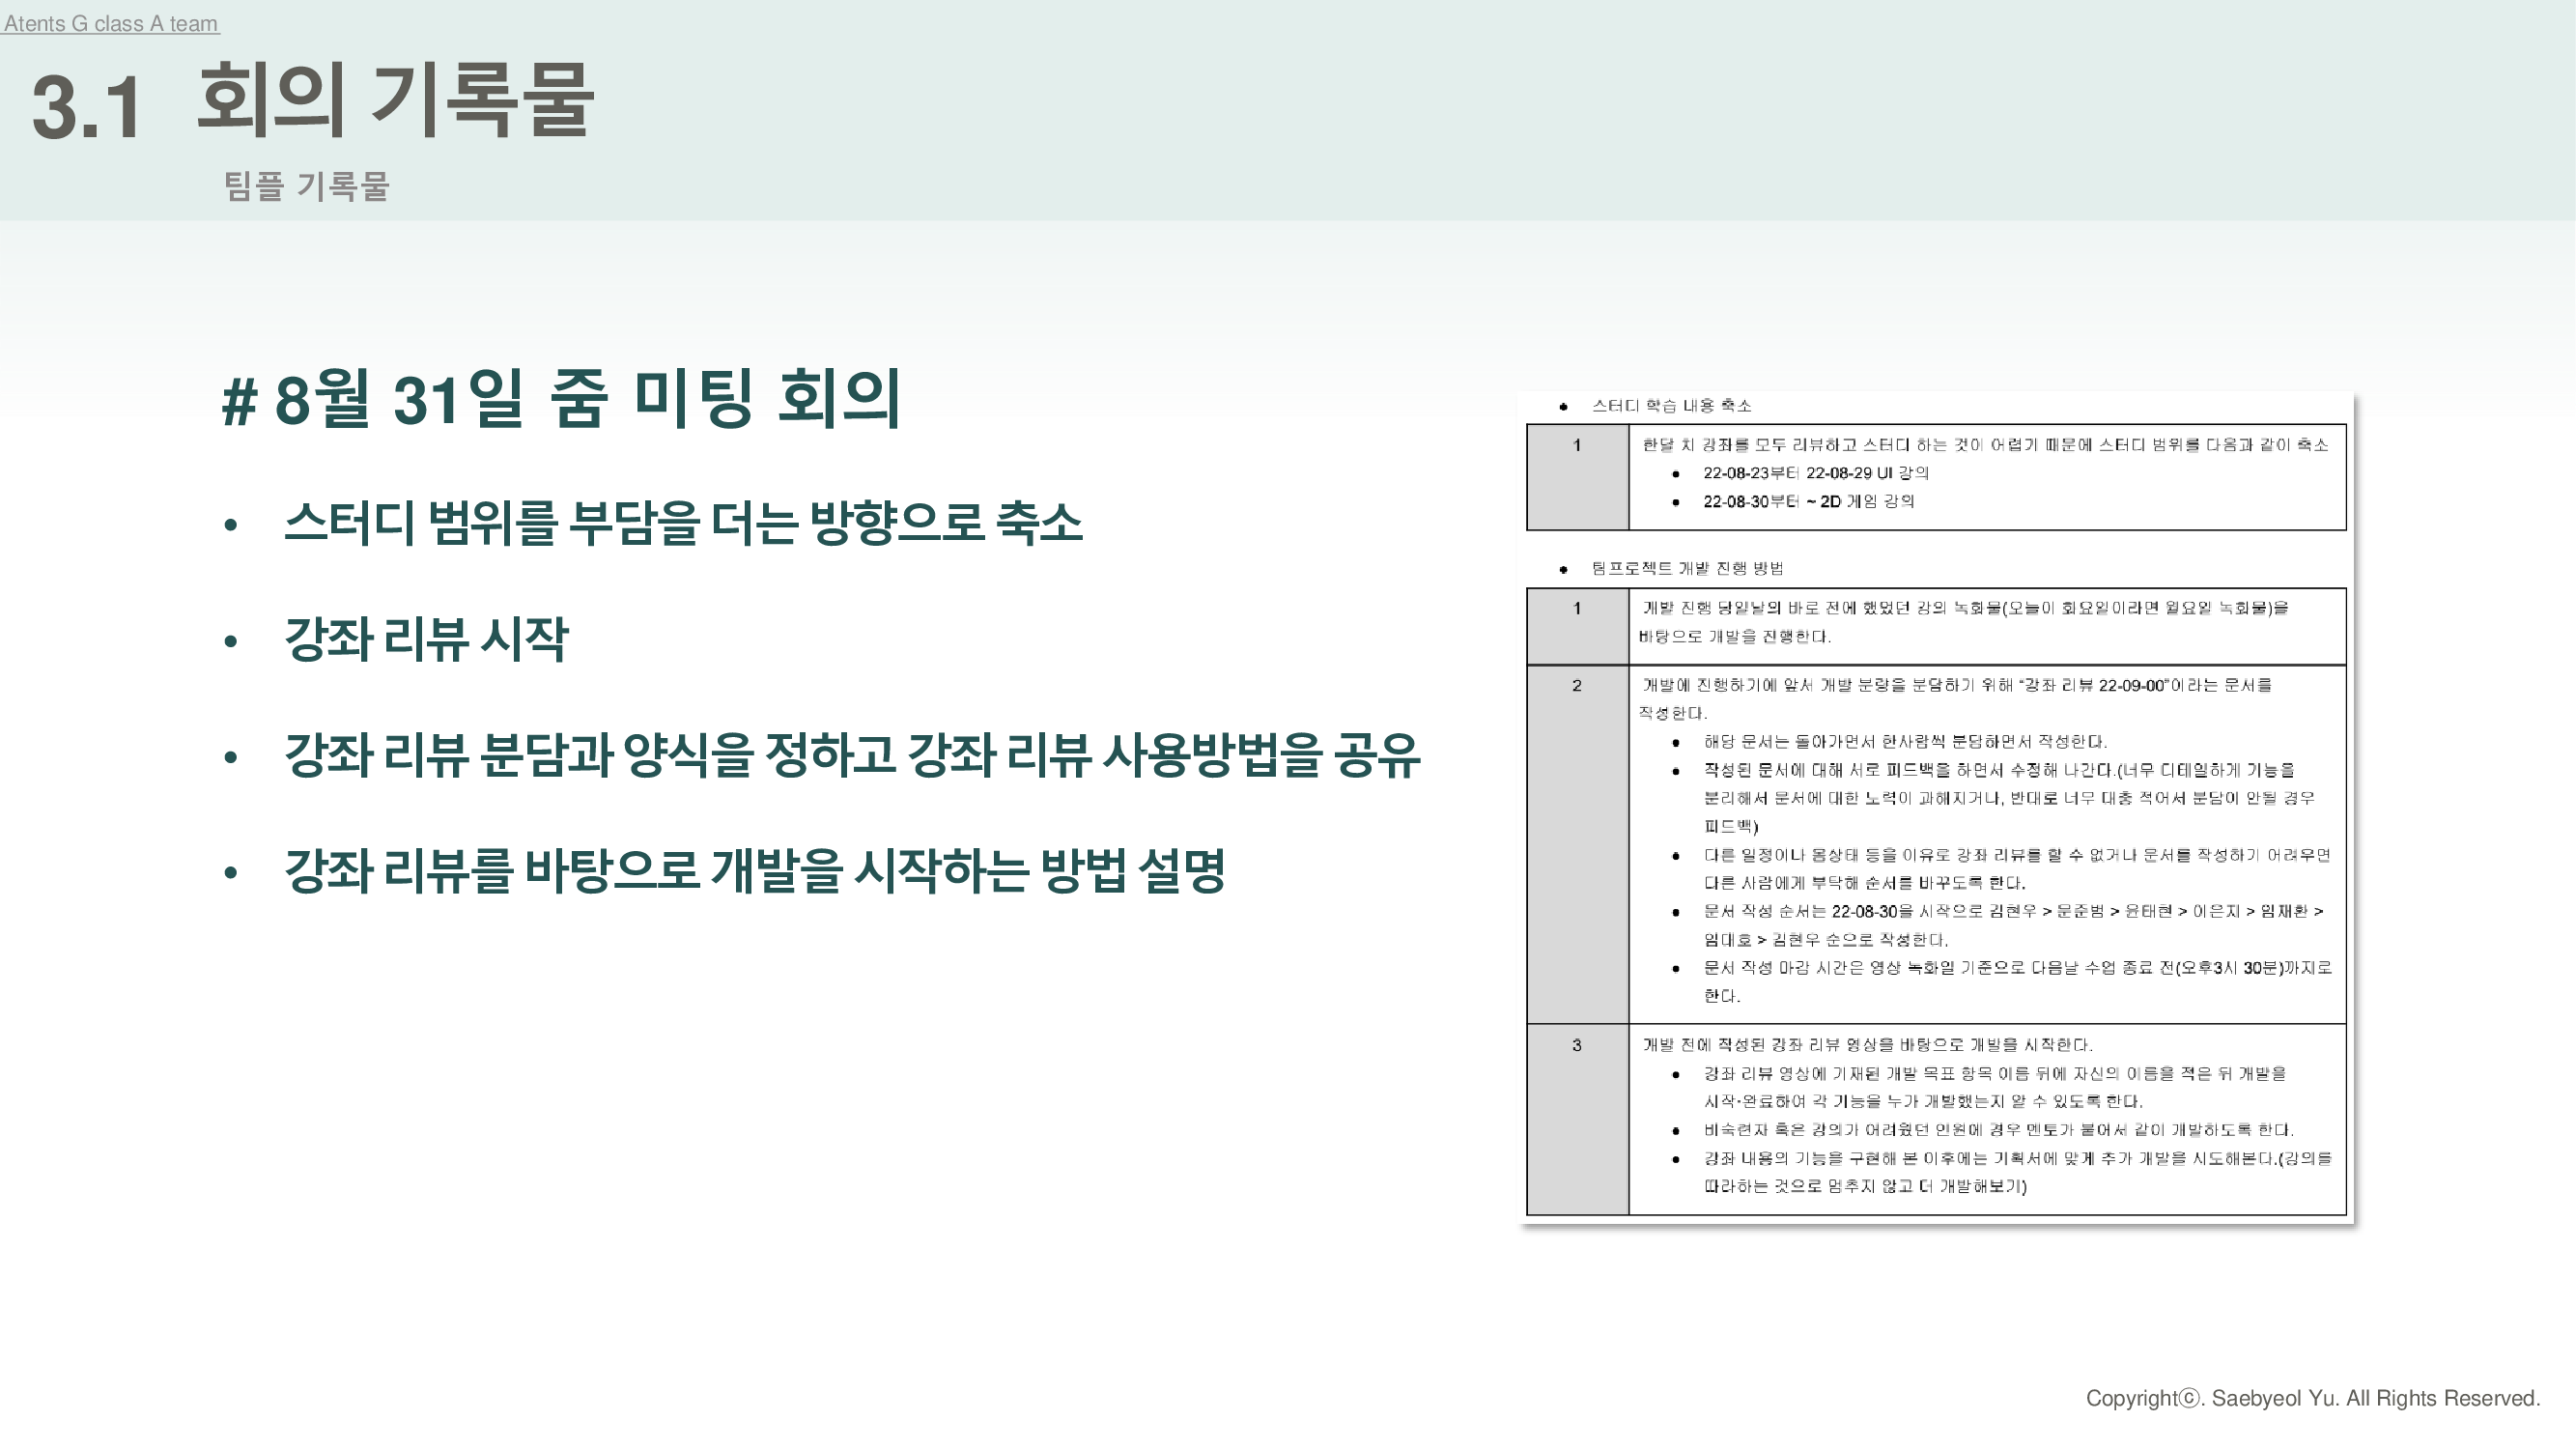 Atents G class A team
3.1 회의 기록물
팀플 기록물
# 8월 31일 줌 미팅 회의
• 스터디 범위를 부담을 더는 방향으로 축소
• 강좌 리뷰 시작
• 강좌 리뷰 분담과 양식을 정하고 강좌 리뷰 사용방법을 공유
• 강좌 리뷰를 바탕으로 개발을 시작하는 방법 설명
• 스터디 학습 내용 축소
1 한달 치 강좌를 모두 리뷰하고 스터디 하는 것이 어렵기 때문에 스터디 범위를 다음과 같이 축소
• 22-08-23부터 22-08-29 UI 강의
• 22-08-30부터 ~ 2D 게임 강의
• 팀프로젝트 개발 진행 방법
1 개발 진행 당일날의 바로 전에 했었던 강의 녹화물(오늘이 화요일이라면 월요일 녹화물)을
바탕으로 개발을 진행한다.
2 개발에 진행하기에 앞서 개발 분량을 분담하기 위해 “강좌 리뷰 22-09-00”이라는 문서를
작성한다.
• 해당 문서는 돌아가면서 한사람씩 분담하면서 작성한다.
• 작성된 문서에 대해 서로 피드백을 하면서 수정해 나간다.(너무 디테일하게 기능을
분리해서 문서에 대한 노력이 과해지거나, 반대로 너무 대충 적어서 분담이 안될 경우
피드백)
• 다른 일정이나 몸상태 등을 이유로 강좌 리뷰를 할 수 없거나 문서를 작성하기 어려우면
다른 사람에게 부탁해 순서를 바꾸도록 한다.
• 문서 작성 순서는 22-08-30을 시작으로 김현우 > 문준범 > 윤태현 > 이은지 > 임재환 >
임대호 > 김현우 순으로 작성한다.
• 문서 작성 마감 시간은 영상 녹화일 기준으로 다음날 수업 종료 전(오후3시 30분)까지로
한다.
3 개발 전에 작성된 강좌 리뷰 영상을 바탕으로 개발을 시작한다.
• 강좌 리뷰 영상에 기재된 개발 목표 항목 이름 뒤에 자신의 이름을 적은 뒤 개발을
시작·완료하여 각 기능을 누가 개발했는지 알 수 있도록 한다.
• 비숙련자 혹은 강의가 어려웠던 인원에 경우 멘토가 붙어서 같이 개발하도록 한다.
• 강좌 내용의 기능을 구현해 본 이후에는 기획서에 맞게 추가 개발을 시도해본다.(강의를
따라하는 것으로 멈추지 않고 더 개발해보기)
Copyrightⓒ. Saebyeol Yu. All Rights Reserved.